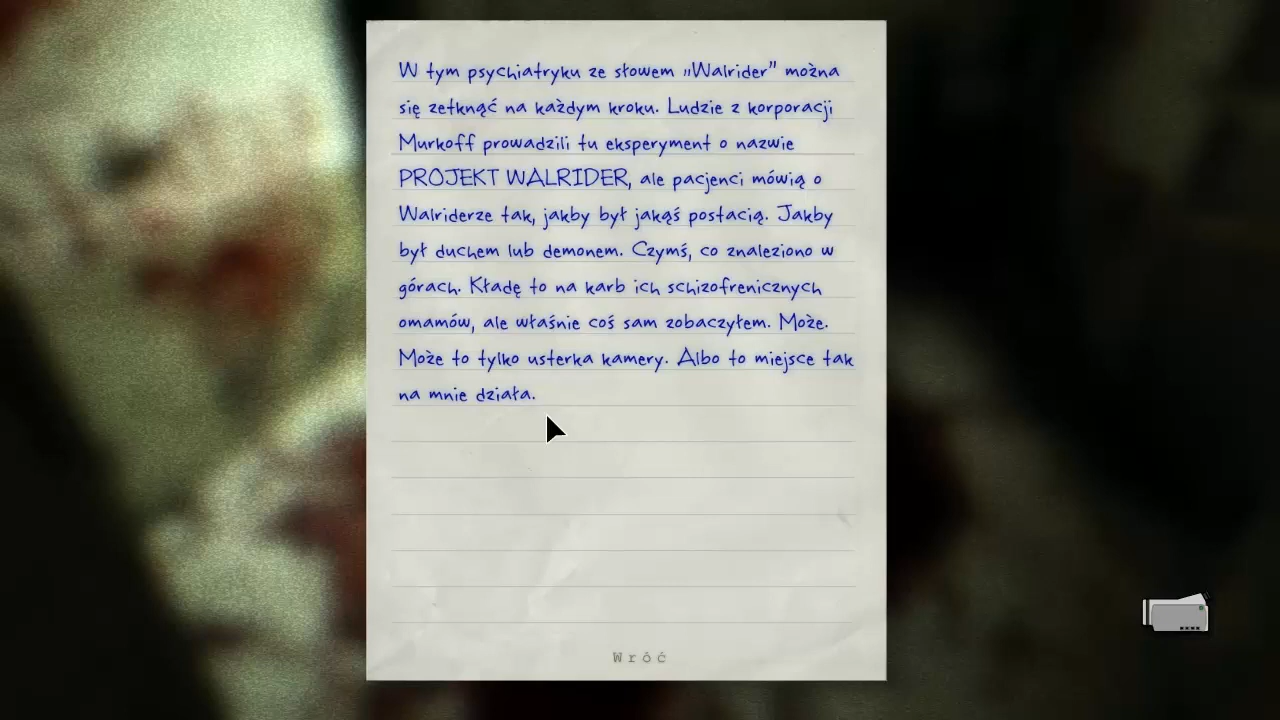 W tym psychiatryku ze słowem „Walrider” można
się zetknąć na każdym kroku. Ludzie z korporacji
Murkoff prowadzili tu eksperyment o nazwie
PROJEKT WALRIDER, ale pacjenci mówią o
Walriderze tak, jakby był jakąś postacią. Jakby
był duchem lub demonem. Czymś, co znaleziono w
górach. Kładę to na karb ich schizofrenicznych
omamów, ale właśnie coś sam zobaczyłem. Może.
Może to tylko usterka kamery. Albo to miejsce tak
na mnie działa.
Wróć